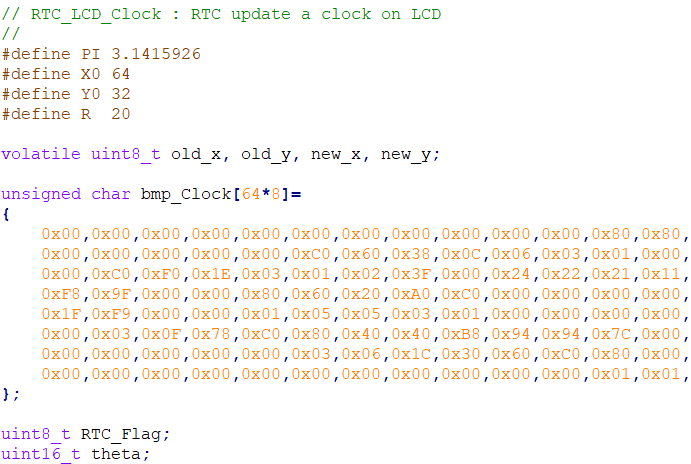 // RTC_LCD_Clock : RTC update a clock on LCD
//
#define PI 3.1415926
#define X0 64
#define Y0 32
#define R  20

volatile uint8_t old_x, old_y, new_x, new_y;

unsigned char bmp_Clock[64*8]=
{
    0x00,0x00,0x00,0x00,0x00,0x00,0x00,0x00,0x00,0x00,0x00,0x80,0x80,
    0x00,0x00,0x00,0x00,0x00,0xC0,0x60,0x38,0x0C,0x06,0x03,0x01,0x00,
    0x00,0xC0,0xF0,0x1E,0x03,0x01,0x02,0x3F,0x00,0x24,0x22,0x21,0x11,
    0xF8,0x9F,0x00,0x00,0x80,0x60,0x20,0xA0,0xC0,0x00,0x00,0x00,0x00,
    0x1F,0xF9,0x00,0x00,0x01,0x05,0x05,0x03,0x01,0x00,0x00,0x00,0x00,
    0x00,0x03,0x0F,0x78,0xC0,0x80,0x40,0x40,0xB8,0x94,0x94,0x7C,0x00,
    0x00,0x00,0x00,0x00,0x00,0x03,0x06,0x1C,0x30,0x60,0xC0,0x80,0x00,
    0x00,0x00,0x00,0x00,0x00,0x00,0x00,0x00,0x00,0x00,0x00,0x01,0x01,
};

uint8_t RTC_Flag;
uint16_t theta;